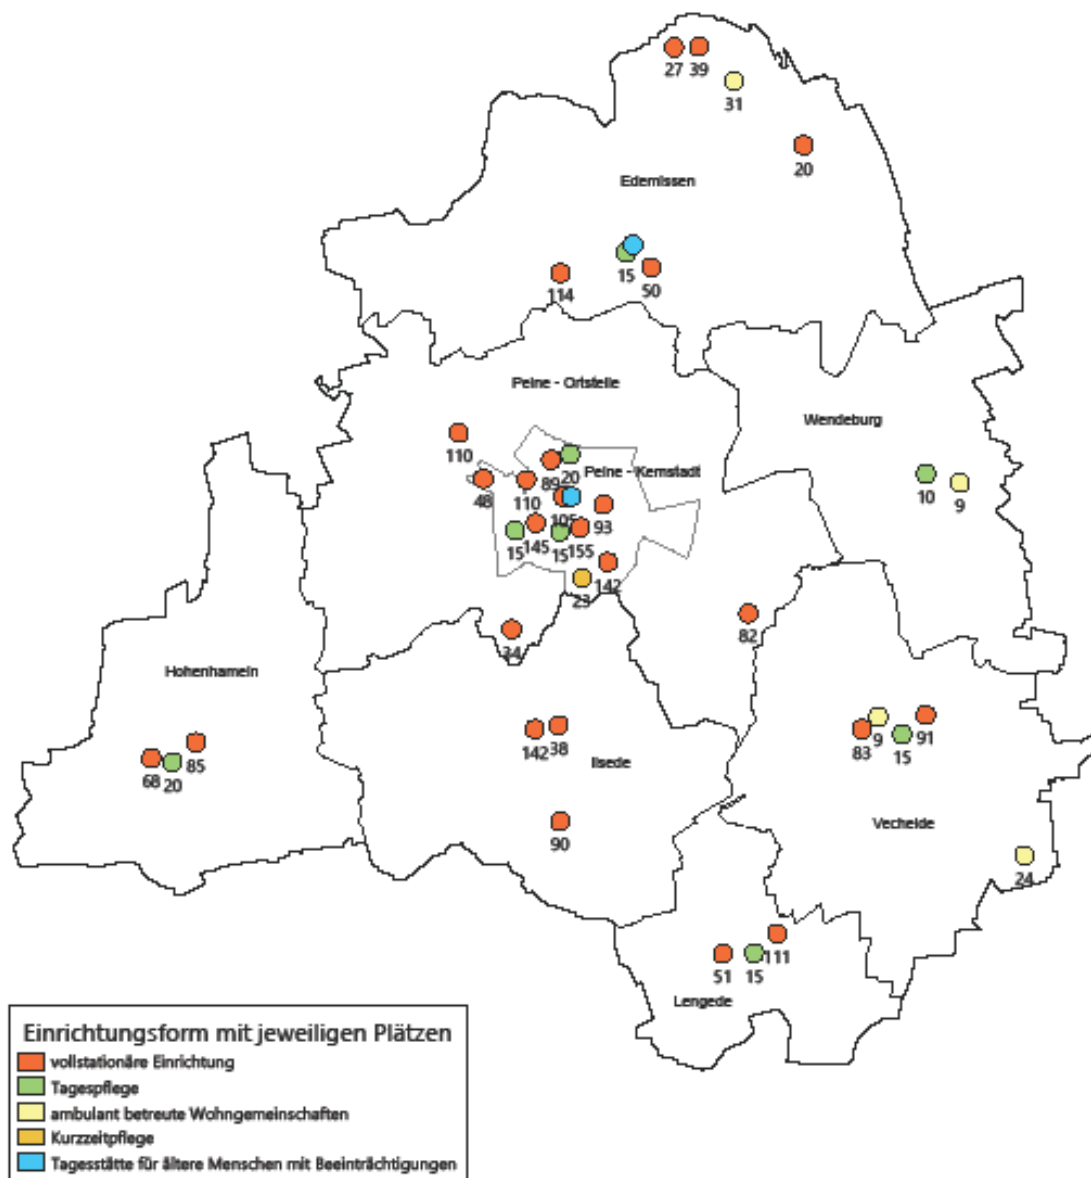 27 39
31
20
Edemissen
15
50
114
Peine - Ortsteile
Wendeburg
110
89
20
Peine - Kernstadt
48
110
105
93
10
9
15
145
15
155
142
23
34
82
Hohenhameln
142
38
Ilsede
83
9
15
91
68
20
85
Vechelde
90
24
51
15
111
Lengede
Einrichtungsform mit jeweiligen Plätzen
vollstationäre Einrichtung
Tagespflege
ambulant betreute Wohngemeinschaften
Kurzzeitpflege
Tagesstätte für ältere Menschen mit Beeinträchtigungen